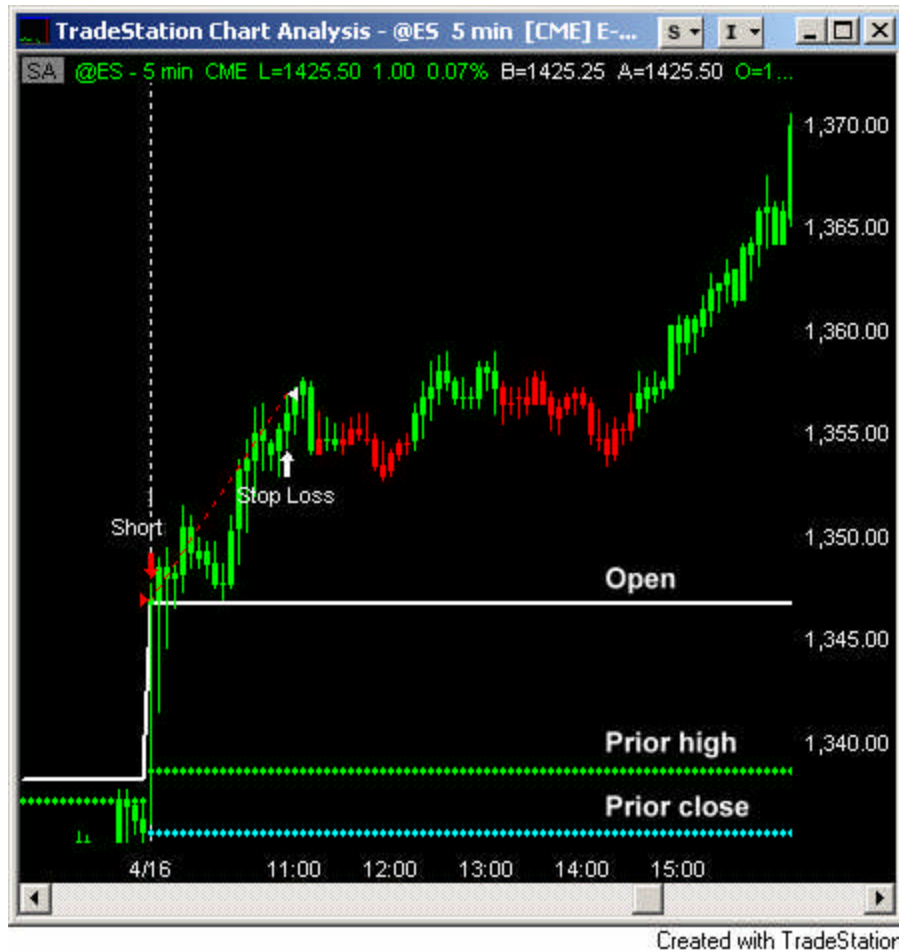 TradeStation Chart Analysis - @ES 5 min [CME] E-...
S
I
SA @ES - 5 min CME L=1425.50 1.00 0.07% B=1425.25 A=1425.50 O=1...
1,370.00
1,365.00
1,360.00
1,355.00
Stop Loss
Short
1,350.00
Open
1,345.00
Prior high
1,340.00
Prior close
4/16 11:00 12:00 13:00 14:00 15:00
Created with TradeStation